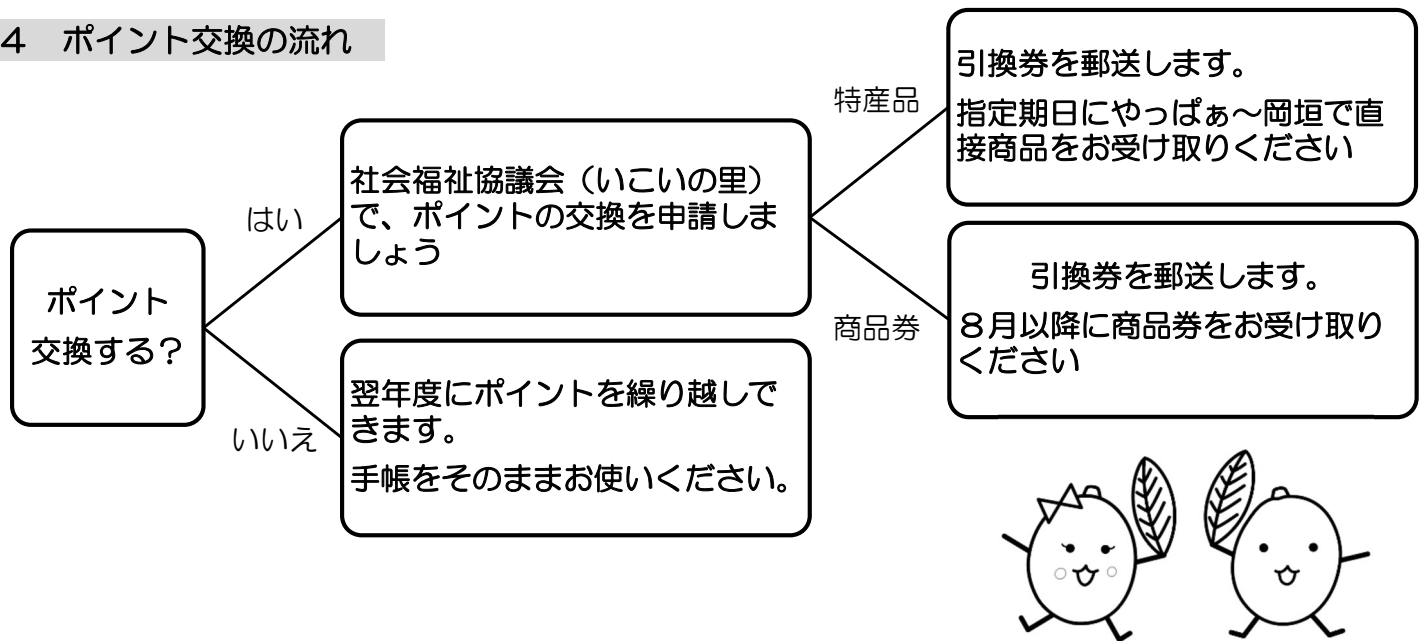 4 ポイント交換の流れ
ポイント
交換する？
はい
社会福祉協議会（いこいの里）
で、ポイントの交換を申請しま
しょう
いいえ
翌年度にポイントを繰り越しで
きます。
手帳をそのままお使いください。
特産品
引換券を郵送します。
指定期日にやっぱぁ～岡垣で直
接商品をお受け取りください
商品券
引換券を郵送します。
８月以降に商品券をお受け取り
ください